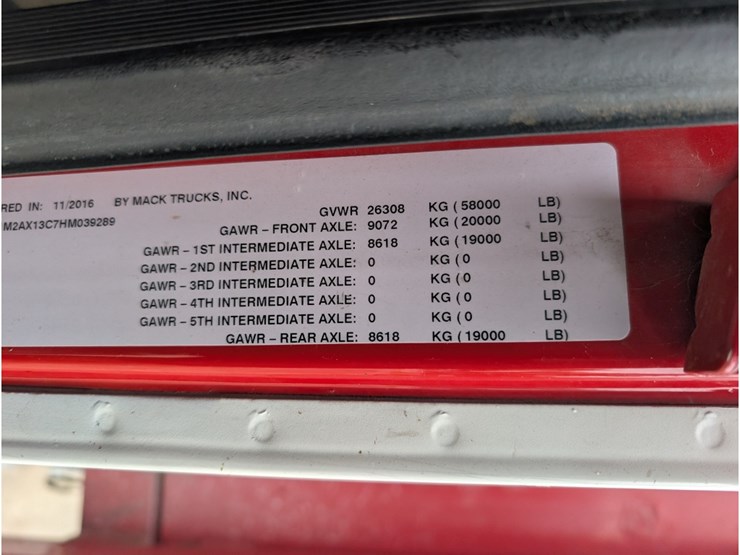 RED IN: 11/2016 BY MACK TRUCKS, INC.
M2AX13C7HM039289
GVWR 26308 KG ( 58000 LB)
GAWR – FRONT AXLE: 9072 KG ( 20000 LB)
GAWR – 1ST INTERMEDIATE AXLE: 8618 KG ( 19000 LB)
GAWR – 2ND INTERMEDIATE AXLE: 0 KG ( 0 LB)
GAWR – 3RD INTERMEDIATE AXLE: 0 KG ( 0 LB)
GAWR – 4TH INTERMEDIATE AXLE: 0 KG ( 0 LB)
GAWR – 5TH INTERMEDIATE AXLE: 0 KG ( 0 LB)
GAWR – REAR AXLE: 8618 KG ( 19000 LB)